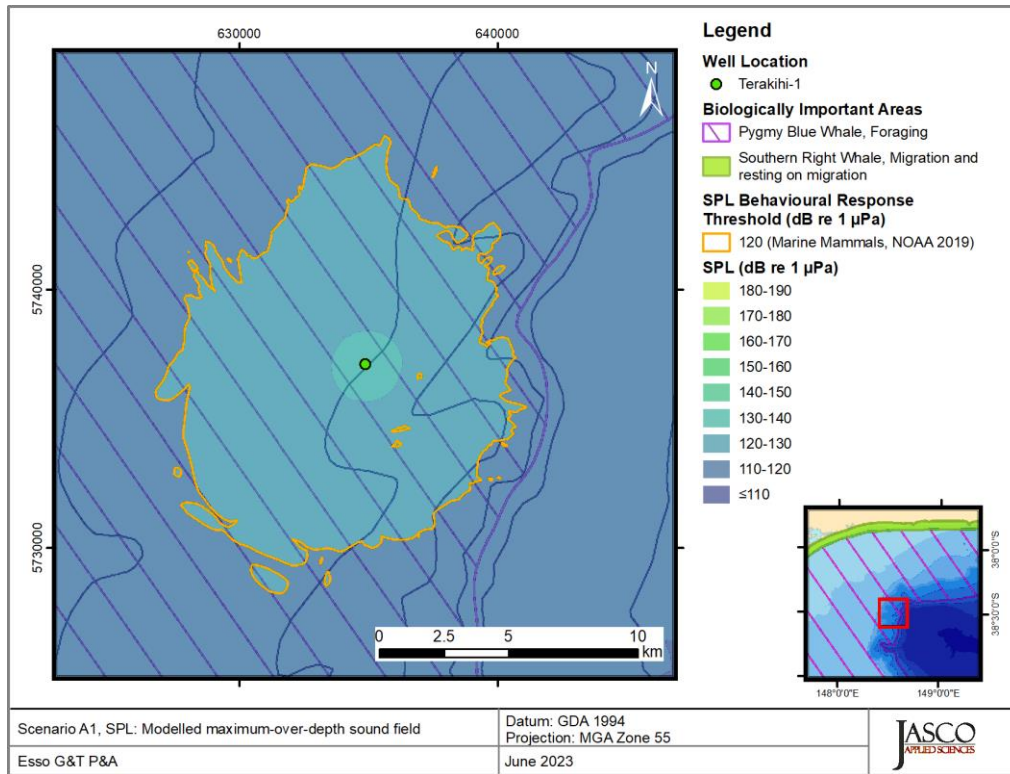 630000
640000
5740000
5730000
N
0 2.5 5 10
km
Legend
Well Location
Terakihi-1
Biologically Important Areas
Pygmy Blue Whale, Foraging
Southern Right Whale, Migration and
resting on migration
SPL Behavioural Response
Threshold (dB re 1 µPa)
120 (Marine Mammals, NOAA 2019)
SPL (dB re 1 µPa)
180-190
170-180
160-170
150-160
140-150
130-140
120-130
110-120
≤110
38°0'0"S
38°30'0"S
148°0'0"E
149°0'0"E
Scenario A1, SPL: Modelled maximum-over-depth sound field
Datum: GDA 1994
Projection: MGA Zone 55
Esso G&T P&A
June 2023
JASCO
APPLIED SCIENCES